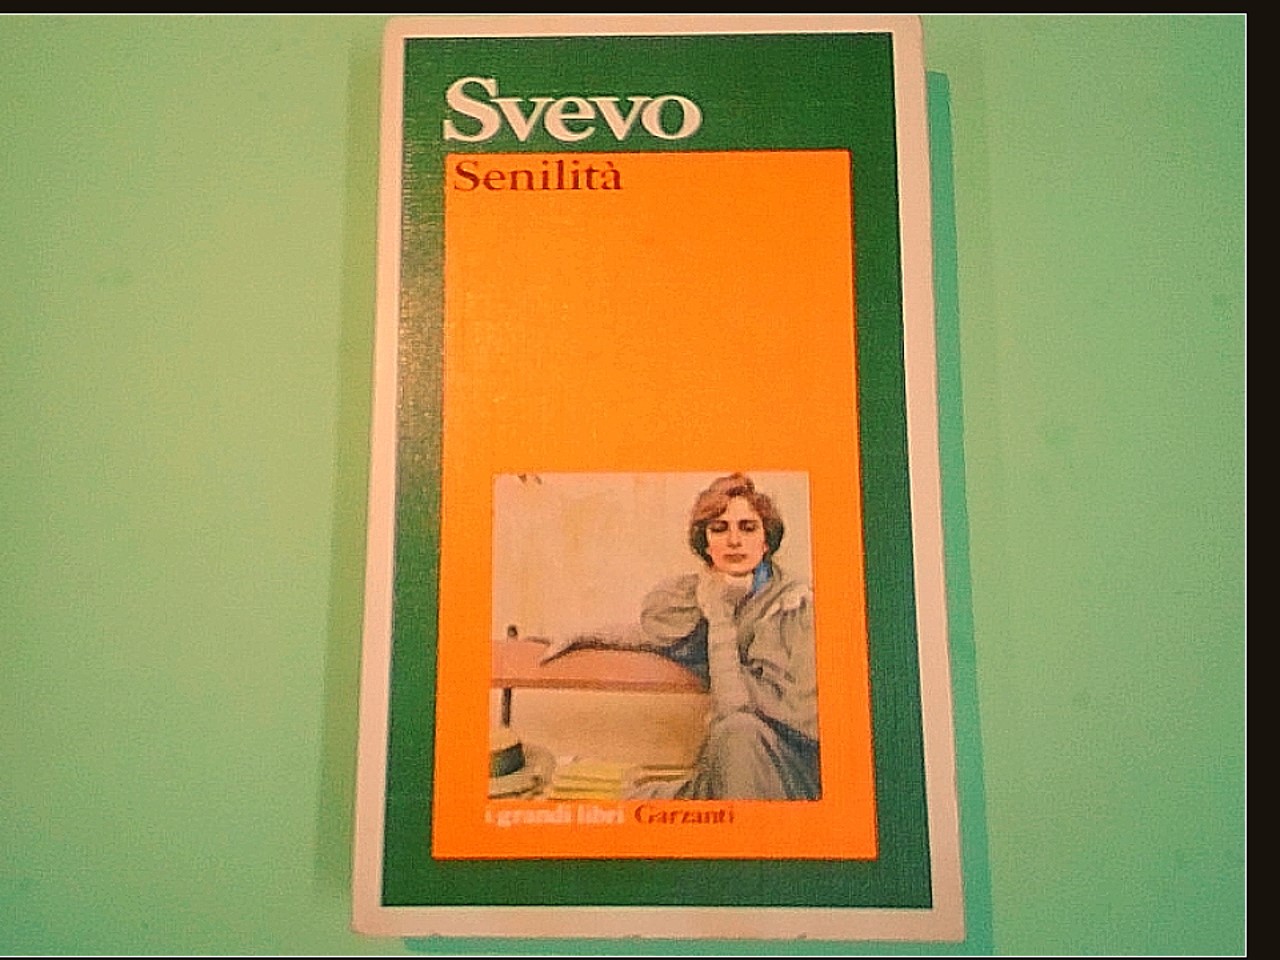 Svevo
Senilità
i grandi libri Garzanti